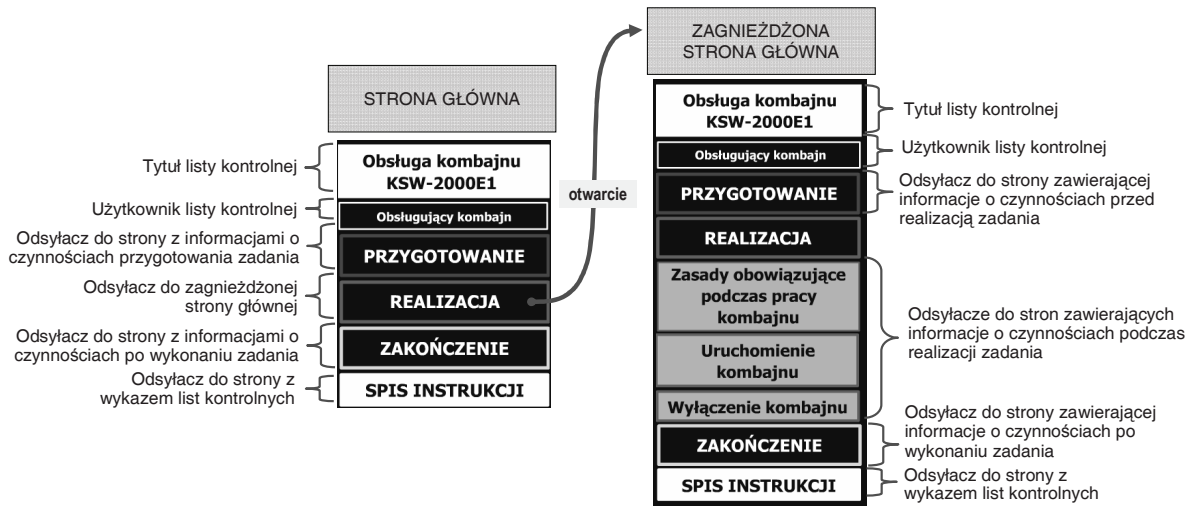 STRONA GŁÓWNA
Tytuł listy kontrolnej
Obsługa kombajnu
KSW-2000E1
Użytkownik listy kontrolnej
Obsługujący kombajn
Odsyłacz do strony z informacjami o
czynnościach przygotowania zadania
PRZYGOTOWANIE
Odsyłacz do zagnieżdżonej
strony głównej
REALIZACJA
Odsyłacz do strony z informacjami o
czynnościach po wykonaniu zadania
ZAKOŃCZENIE
Odsyłacz do strony z
wykazem list kontrolnych
SPIS INSTRUKCJI
otwarcie
ZAGNIEŻDŻONA
STRONA GŁÓWNA
Obsługa kombajnu
KSW-2000E1
Tytuł listy kontrolnej
Obsługujący kombajn
Użytkownik listy kontrolnej
PRZYGOTOWANIE
Odsyłacz do strony zawierającej
informacje o czynnościach przed
realizacją zadania
REALIZACJA
Zasady obowiązujące
podczas pracy
kombajnu
Uruchomienie
kombajnu
Wyłączenie kombajnu
Odsyłacze do stron zawierających
informacje o czynnościach podczas
realizacji zadania
ZAKOŃCZENIE
Odsyłacz do strony zawierającej
informacje o czynnościach po
wykonaniu zadania
SPIS INSTRUKCJI
Odsyłacz do strony z
wykazem list kontrolnych